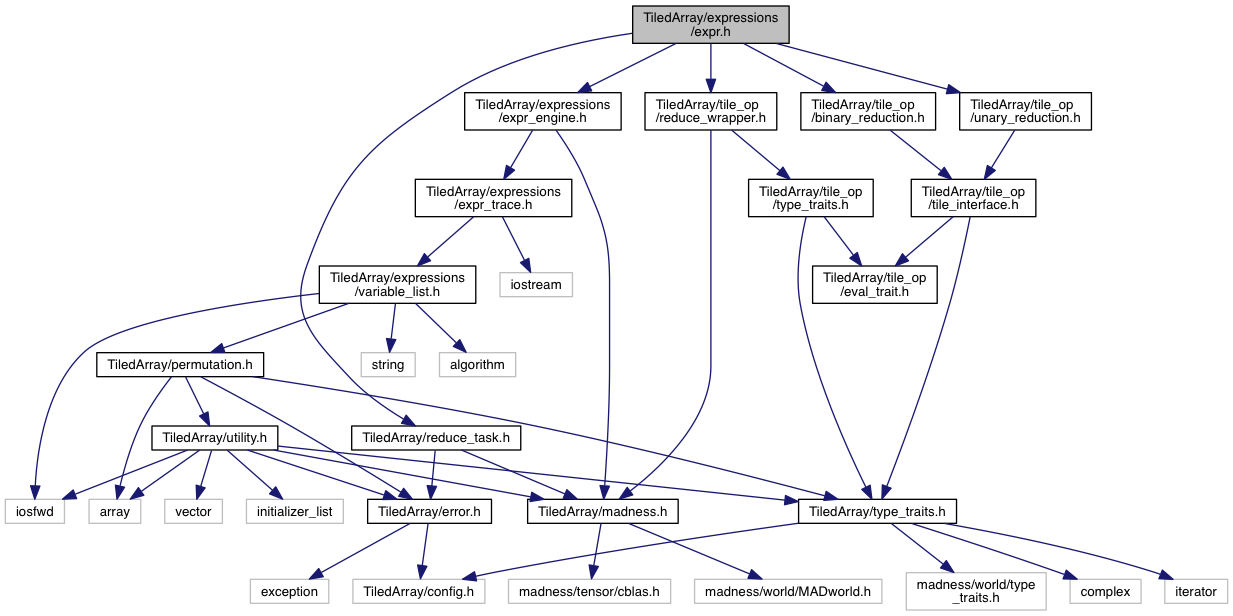 TiledArray/expressions
/expr.h
TiledArray/expressions
/expr_engine.h
TiledArray/tile_op
/reduce_wrapper.h
TiledArray/tile_op
/binary_reduction.h
TiledArray/tile_op
/unary_reduction.h
TiledArray/expressions
/expr_trace.h
TiledArray/tile_op
/type_traits.h
TiledArray/tile_op
/tile_interface.h
TiledArray/expressions
/variable_list.h
iostream
TiledArray/tile_op
/eval_trait.h
TiledArray/permutation.h
string
algorithm
TiledArray/utility.h
TiledArray/reduce_task.h
iosfwd
array
vector
initializer_list
TiledArray/error.h
TiledArray/madness.h
TiledArray/type_traits.h
exception
TiledArray/config.h
madness/tensor/cblas.h
madness/world/MADworld.h
madness/world/type
_traits.h
complex
iterator